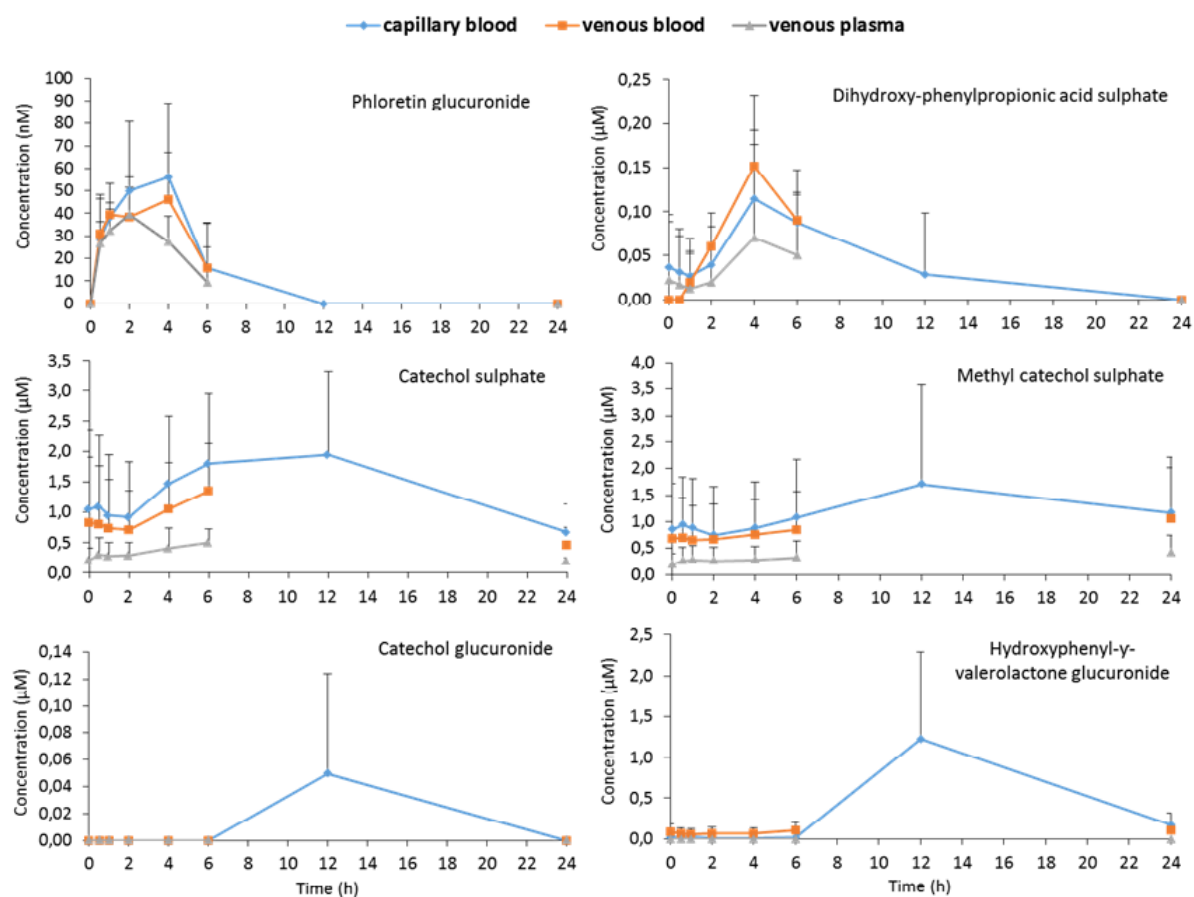 capillary blood venous blood venous plasma
Phloretin glucuronide
Concentration (nM)
100
90
80
70
60
50
40
30
20
10
0
0 2 4 6 8 10 12 14 16 18 20 22 24
Dihydroxy-phenylpropionic acid sulphate
Concentration (µM)
0,25
0,20
0,15
0,10
0,05
0,00
0 2 4 6 8 10 12 14 16 18 20 22 24
Catechol sulphate
Concentration (µM)
3,5
3,0
2,5
2,0
1,5
1,0
0,5
0,0
0 2 4 6 8 10 12 14 16 18 20 22 24
Methyl catechol sulphate
Concentration (µM)
4,0
3,5
3,0
2,5
2,0
1,5
1,0
0,5
0,0
0 2 4 6 8 10 12 14 16 18 20 22 24
Catechol glucuronide
Concentration (µM)
0,14
0,12
0,10
0,08
0,06
0,04
0,02
0,00
0 2 4 6 8 10 12 14 16 18 20 22 24
Time (h)
Hydroxyphenyl-γ-
valerolactone glucuronide
Concentration (µM)
2,5
2,0
1,5
1,0
0,5
0,0
0 2 4 6 8 10 12 14 16 18 20 22 24
Time (h)